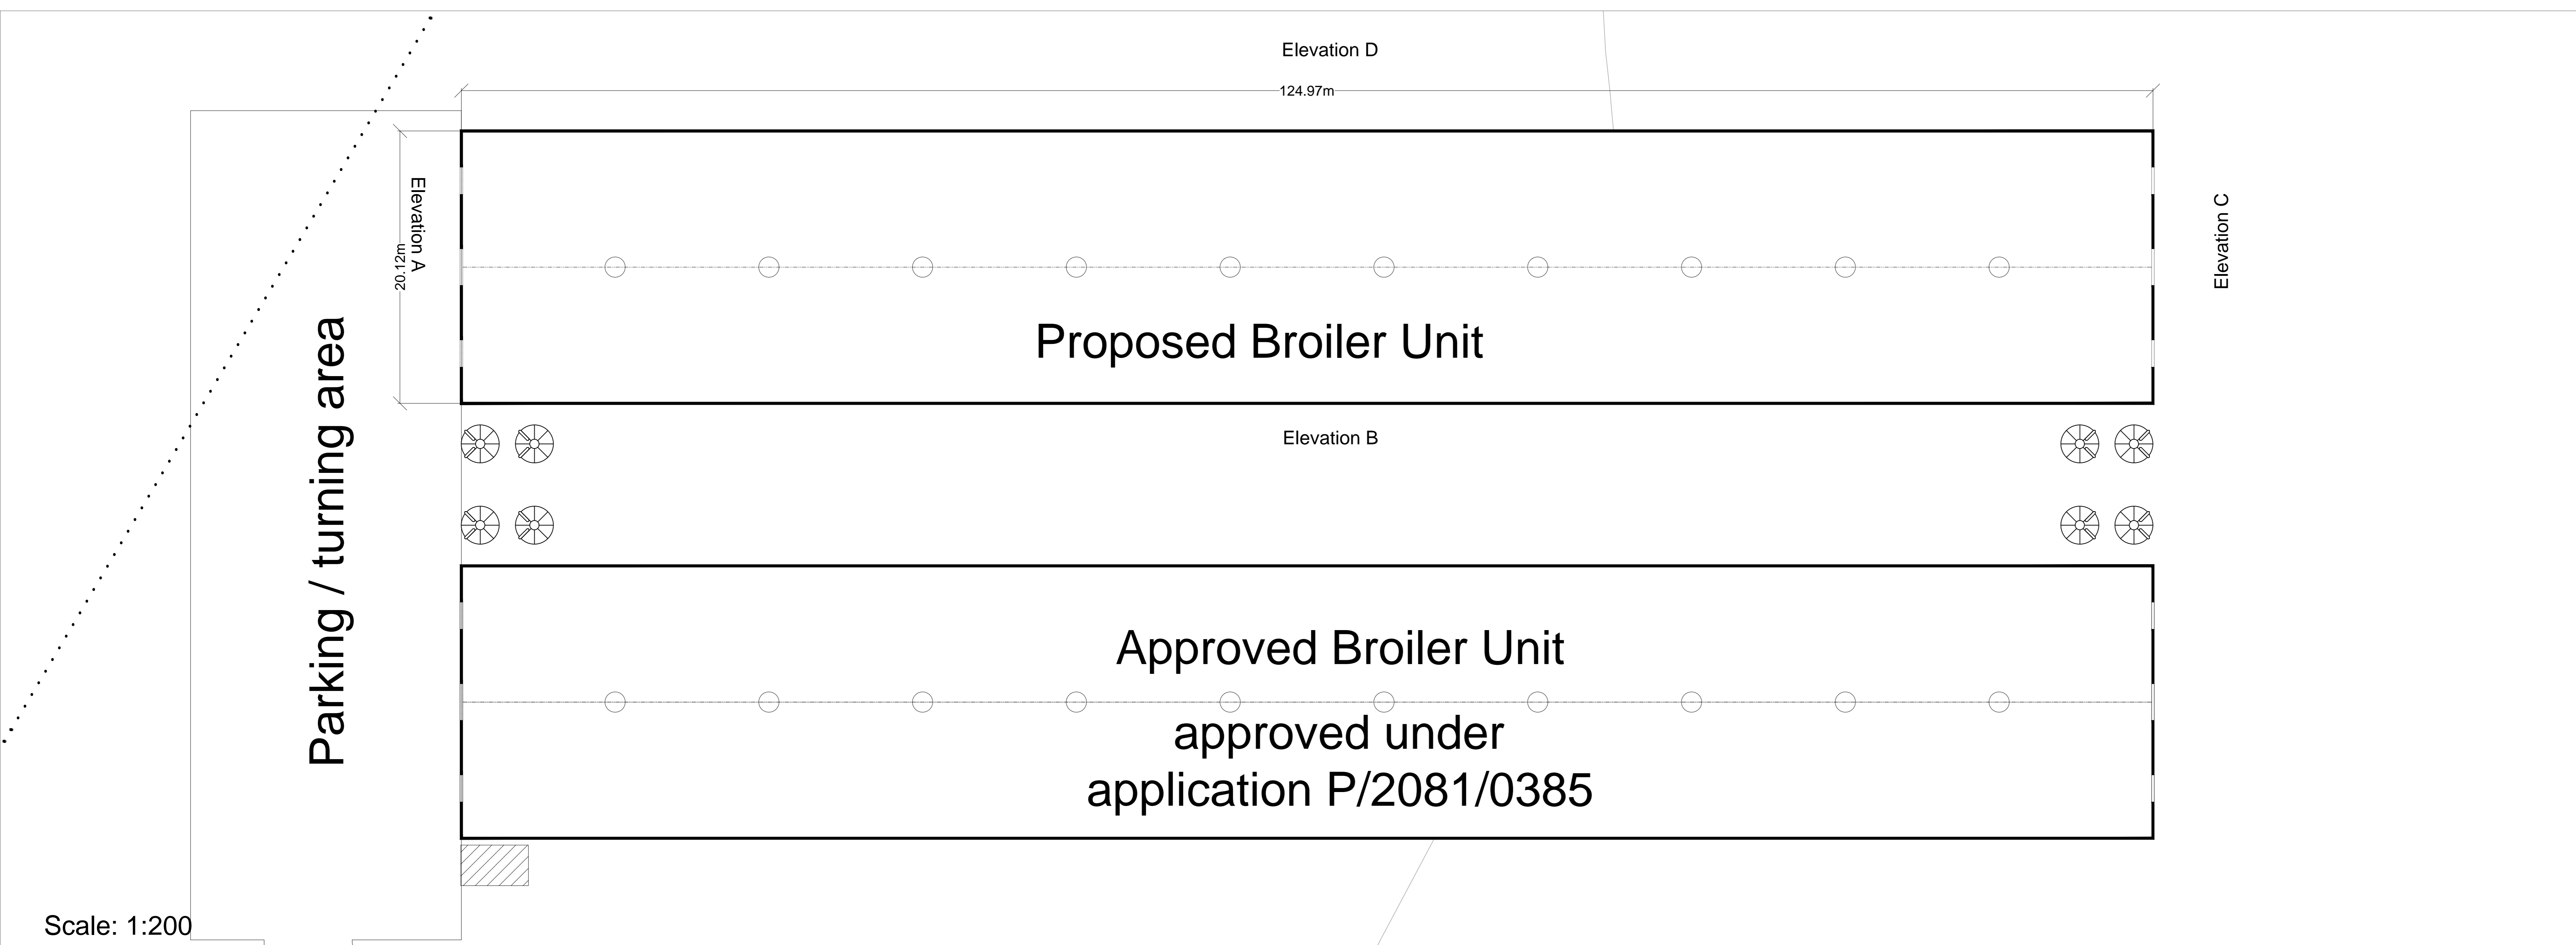 Elevation D
124.97m
Elevation A
20.12m
Elevation C
Proposed Broiler Unit
Elevation B
Parking / turning area
Approved Broiler Unit
approved under
application P/2081/0385
Scale: 1:200